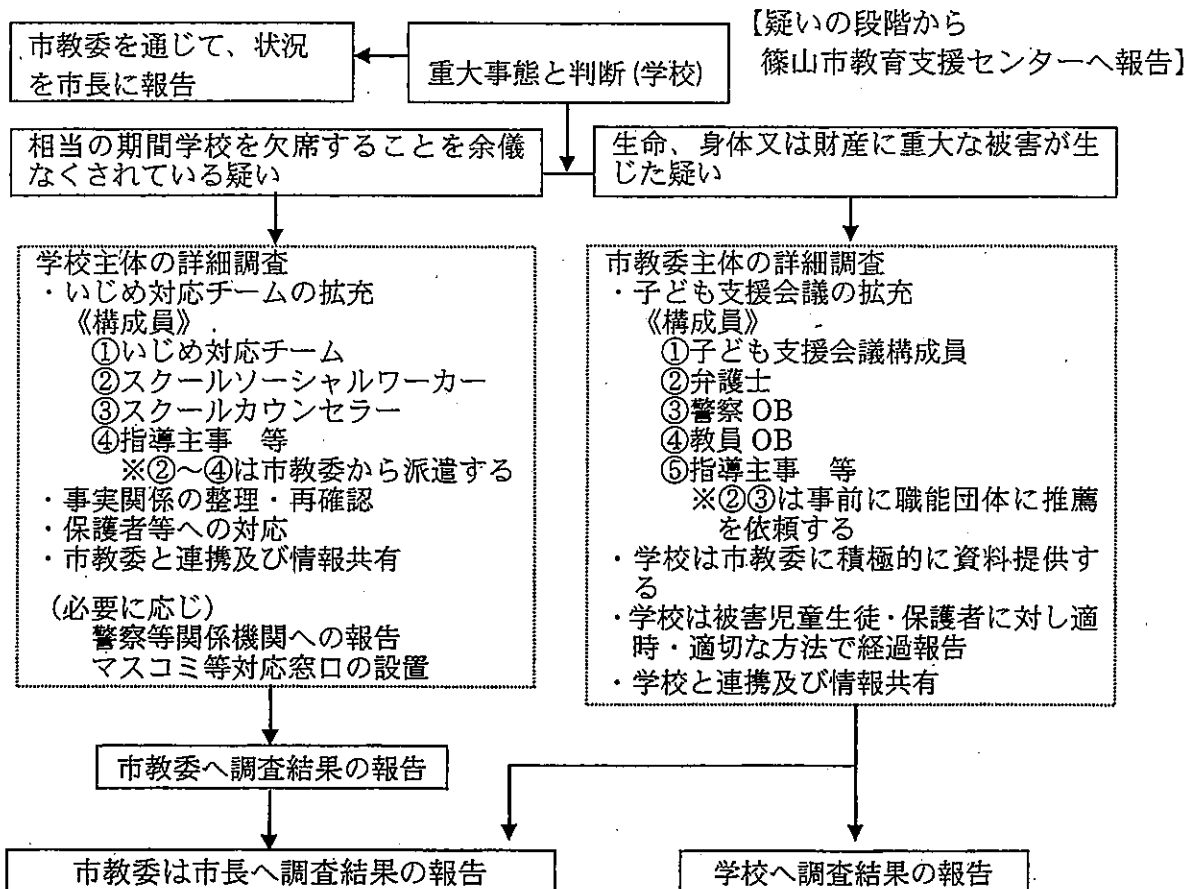 市教委を通じて、状況
を市長に報告
重大事態と判断(学校)
【疑いの段階から
篠山市教育支援センターへ報告】
相当の期間学校を欠席することを余儀
なくされている疑い
生命、身体又は財産に重大な被害が生
じた疑い
学校主体の詳細調査
・いじめ対応チームの拡充
《構成員》
①いじめ対応チーム
②スクールソーシャルワーカー
③スクールカウンセラー
④指導主事　等
※②～④は市教委から派遣する
・事実関係の整理・再確認
・保護者等への対応
・市教委と連携及び情報共有
(必要に応じ)
警察等関係機関への報告
マスコミ等対応窓口の設置
市教委主体の詳細調査
・子ども支援会議の拡充
《構成員》
①子ども支援会議構成員
②弁護士
③警察 OB
④教員 OB
⑤指導主事　等
※②③は事前に職能団体に推薦
を依頼する
・学校は市教委に積極的に資料提供す
る
・学校は被害児童生徒・保護者に対し適
時・適切な方法で経過報告
・学校と連携及び情報共有
市教委へ調査結果の報告
市教委は市長へ調査結果の報告
学校へ調査結果の報告